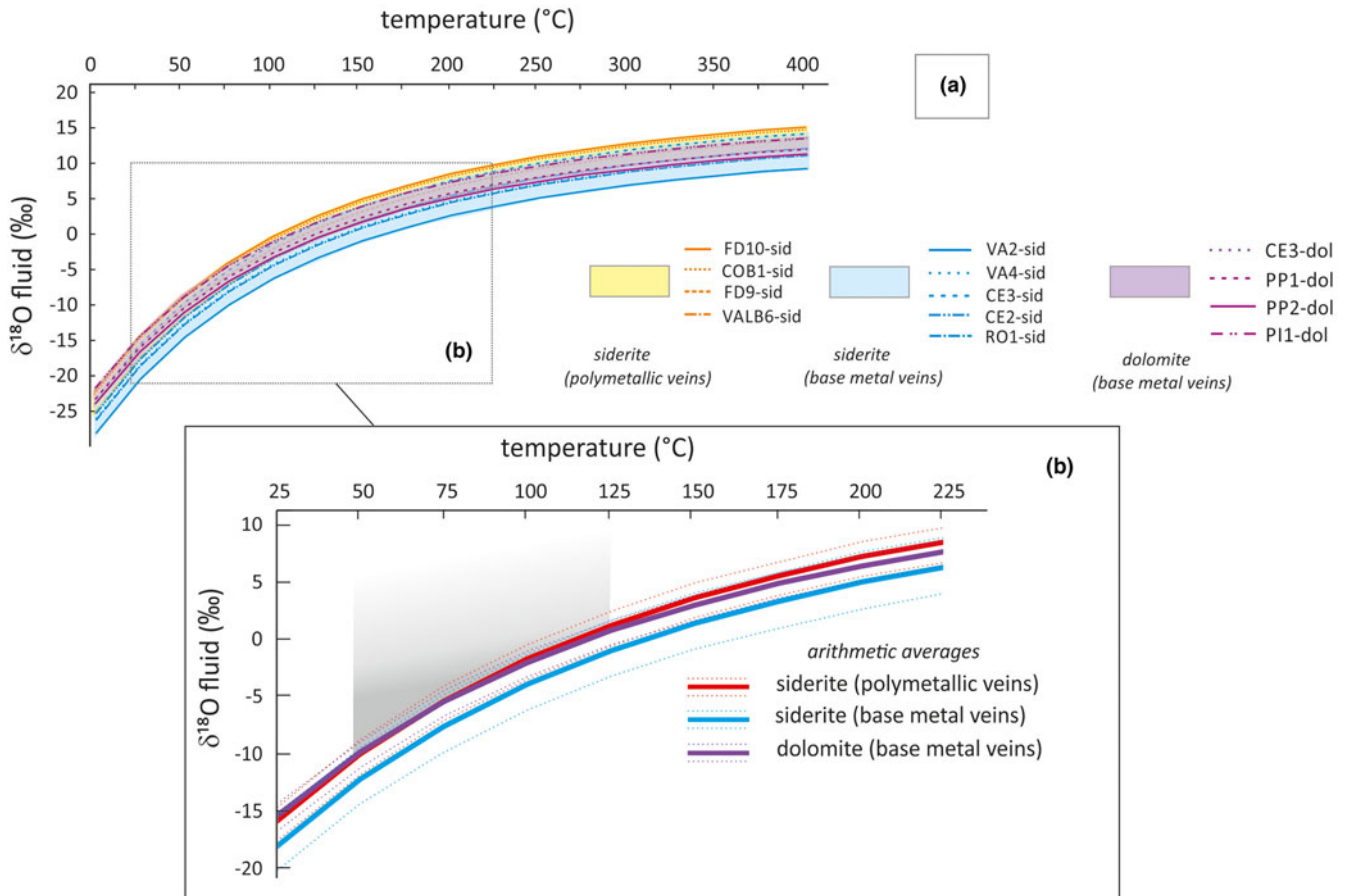 temperature (°C)
0 50 100 150 200 250 300 350 400
(a)
20
15
10
5
0
-5
-10
-15
-20
-25
δ18O fluid (‰)
(b)
FD10-sid
COB1-sid
FD9-sid
VALB6-sid
siderite
(polymetallic veins)
VA2-sid
VA4-sid
CE3-sid
CE2-sid
RO1-sid
siderite
(base metal veins)
CE3-dol
PP1-dol
PP2-dol
PI1-dol
dolomite
(base metal veins)
temperature (°C)
(b)
25 50 75 100 125 150 175 200 225
10
5
0
-5
-10
-15
-20
δ18O fluid (‰)
arithmetic averages
siderite (polymetallic veins)
siderite (base metal veins)
dolomite (base metal veins)